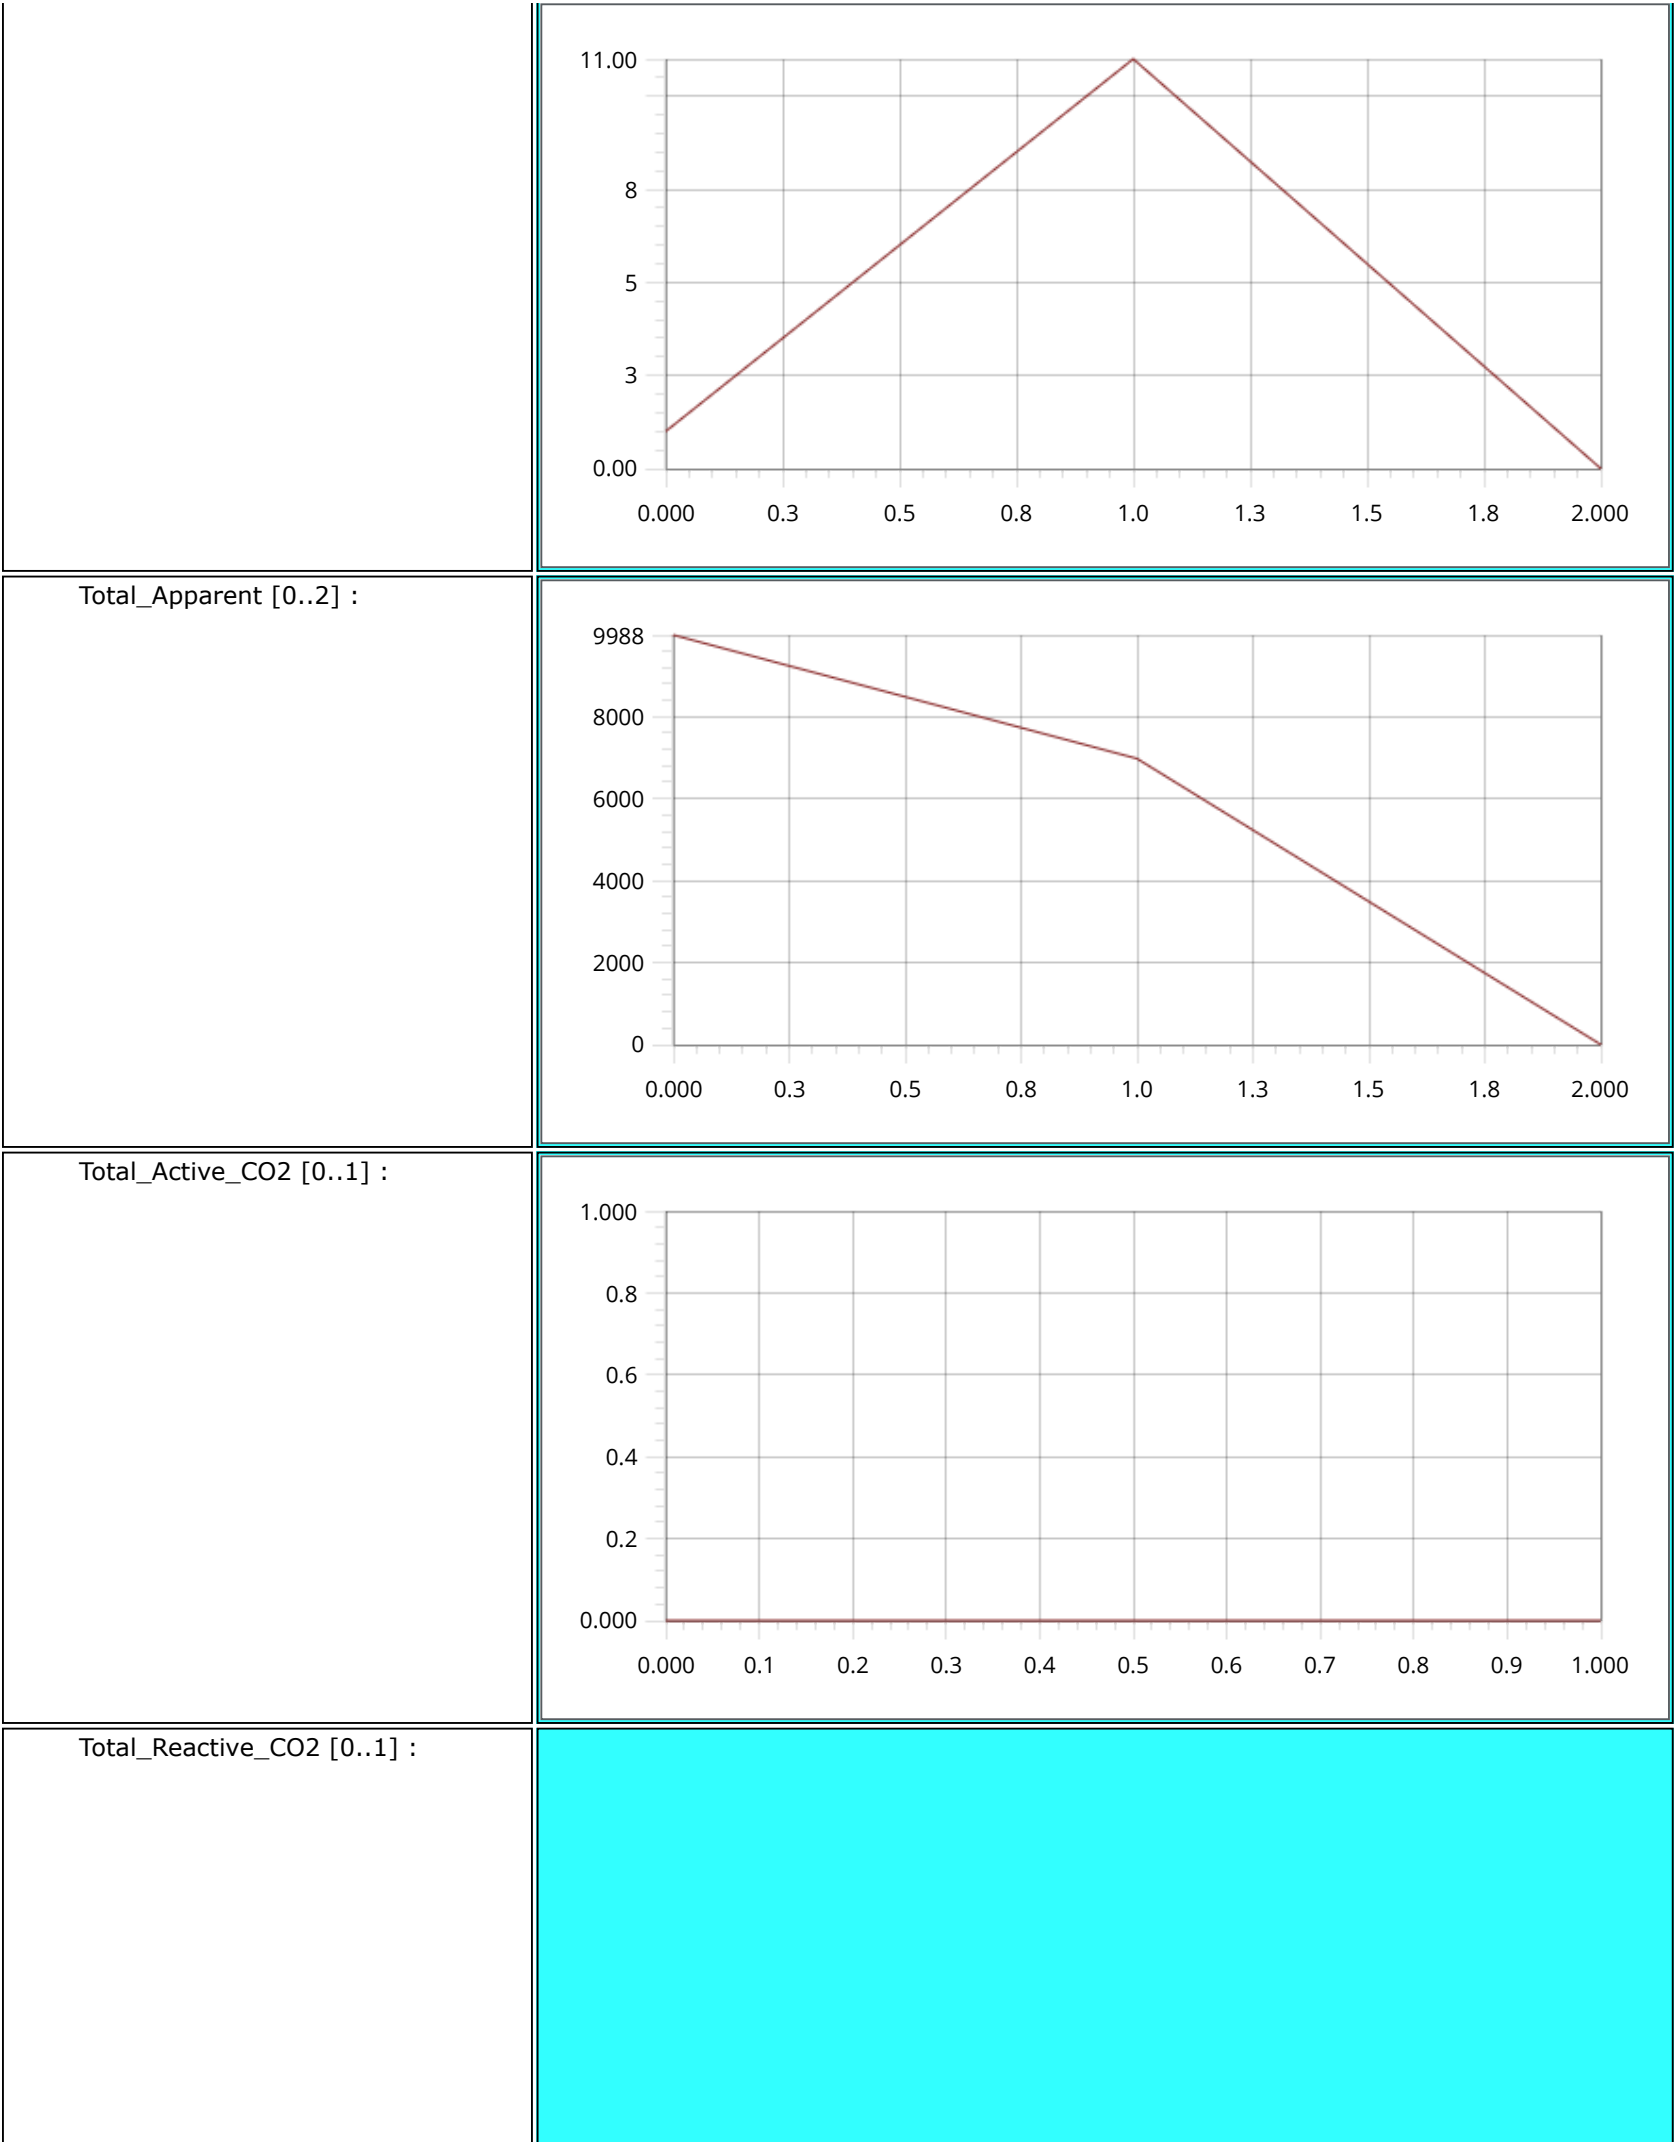 11.00
8
5
3
0.00
0.000 0.3 0.5 0.8 1.0 1.3 1.5 1.8 2.000
Total_Apparent [0..2] :
9988
8000
6000
4000
2000
0
0.000 0.3 0.5 0.8 1.0 1.3 1.5 1.8 2.000
Total_Active_CO2 [0..1] :
1.000
0.8
0.6
0.4
0.2
0.000
0.000 0.1 0.2 0.3 0.4 0.5 0.6 0.7 0.8 0.9 1.000
Total_Reactive_CO2 [0..1] :